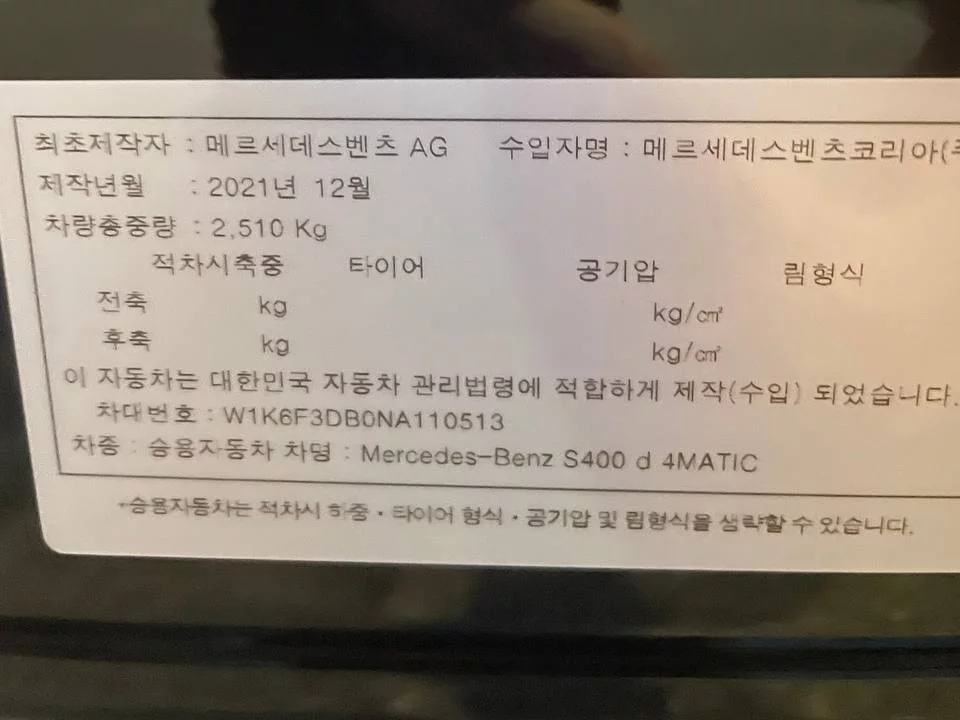 최초제작자 : 메르세데스벤츠 AG 수입자명 : 메르세데스벤츠코리아(주
제작년월 : 2021년 12월
차량총중량 : 2,510 Kg
적차시축중 타이어 공기압 림형식
전축 kg kg/㎠
후축 kg kg/㎠
이 자동차는 대한민국 자동차 관리법령에 적합하게 제작(수입) 되었습니다.
차대번호 : W1K6F3DB0NA110513
차종 : 승용자동차 차명 : Mercedes-Benz S400 d 4MATIC
*승용자동차는 적차시 하중·타이어 형식·공기압 및 림형식을 생략할 수 있습니다.